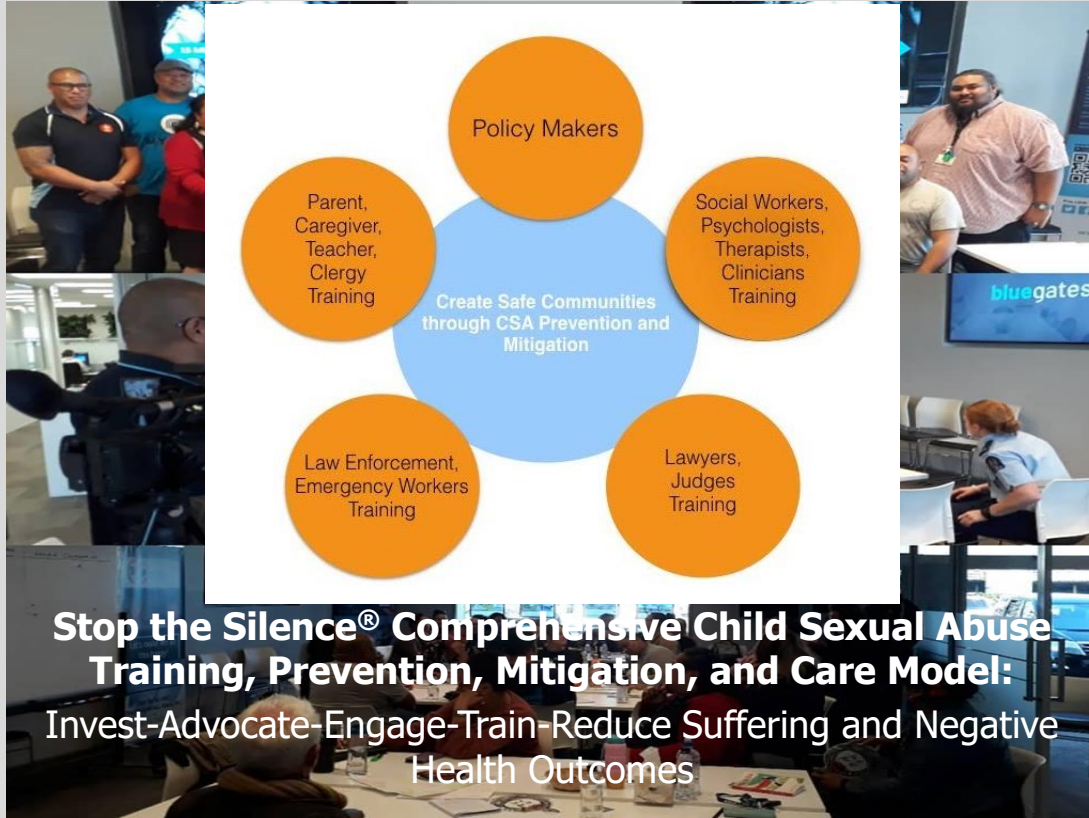 Policy Makers
Parent,
Caregiver,
Teacher,
Clergy
Training
Social Workers,
Psychologists,
Therapists,
Clinicians
Training
Create Safe Communities
through CSA Prevention and
Mitigation
Law Enforcement,
Emergency Workers
Training
Lawyers,
Judges
Training
bluegates
Stop the Silence® Comprehensive Child Sexual Abuse
Training, Prevention, Mitigation, and Care Model:
Invest-Advocate-Engage-Train-Reduce Suffering and Negative
Health Outcomes